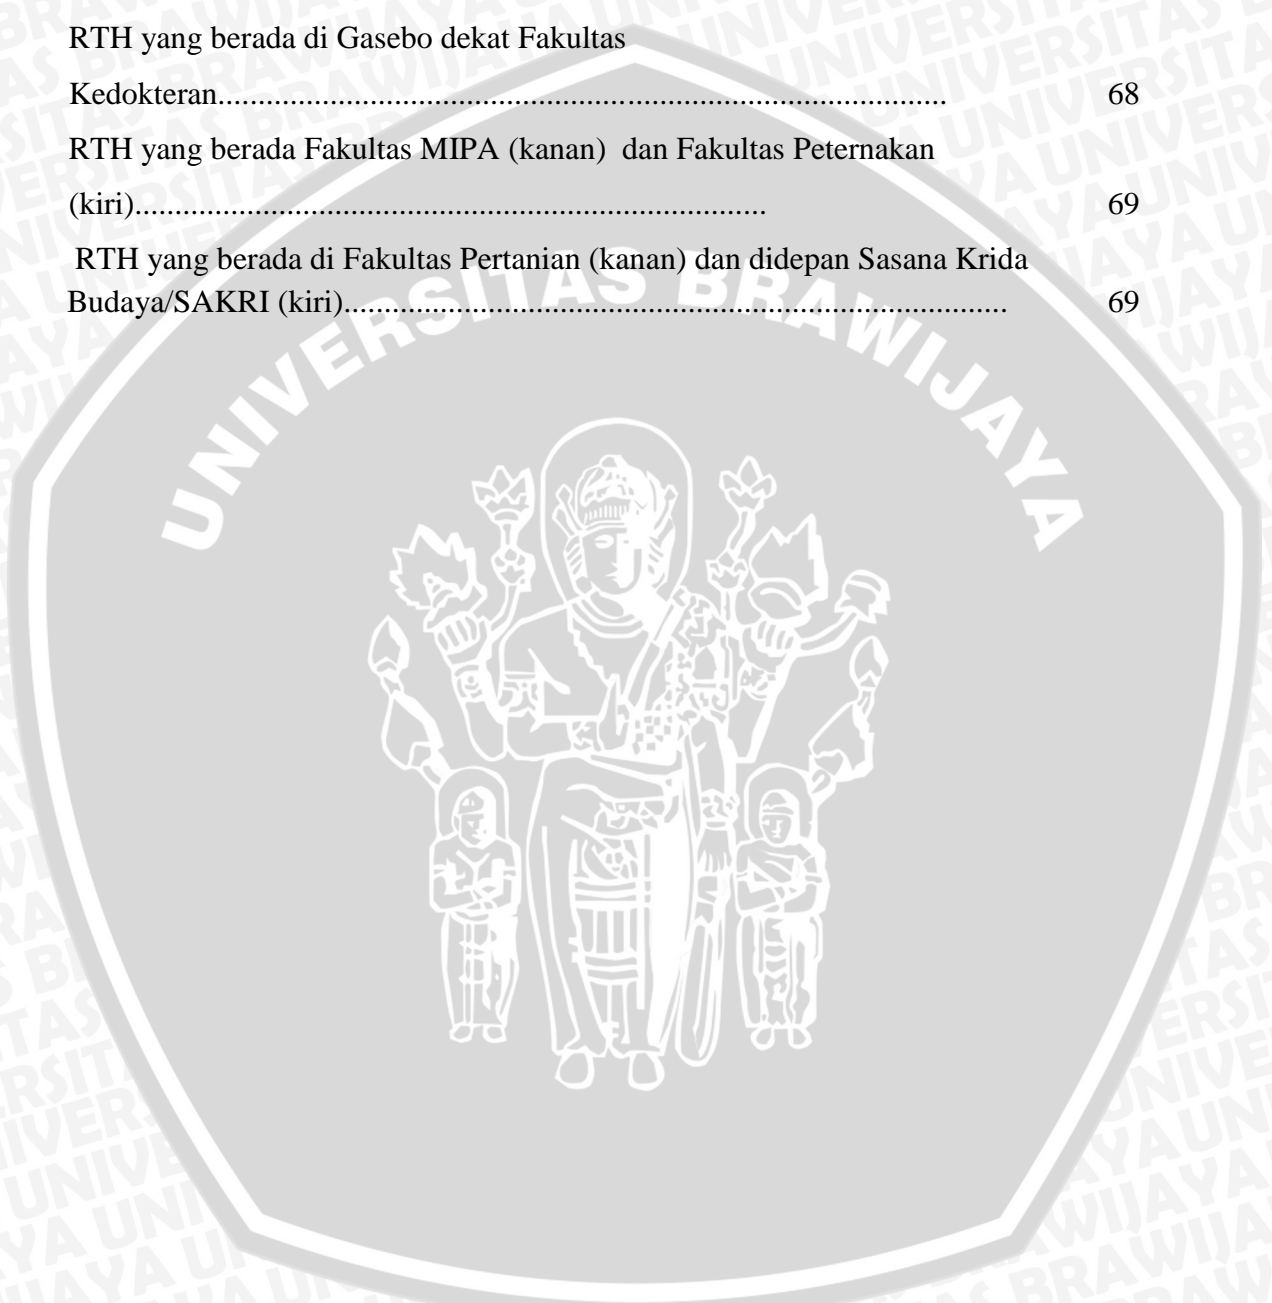 RTH yang berada di Gasebo dekat Fakultas
Kedokteran........................................................................................... 68
RTH yang berada Fakultas MIPA (kanan)  dan Fakultas Peternakan
(kiri)............................................................................... 69
RTH yang berada di Fakultas Pertanian (kanan) dan didepan Sasana Krida
Budaya/SAKRI (kiri)................................................................................... 69
UNIVERSITAS BRAWIJAYA